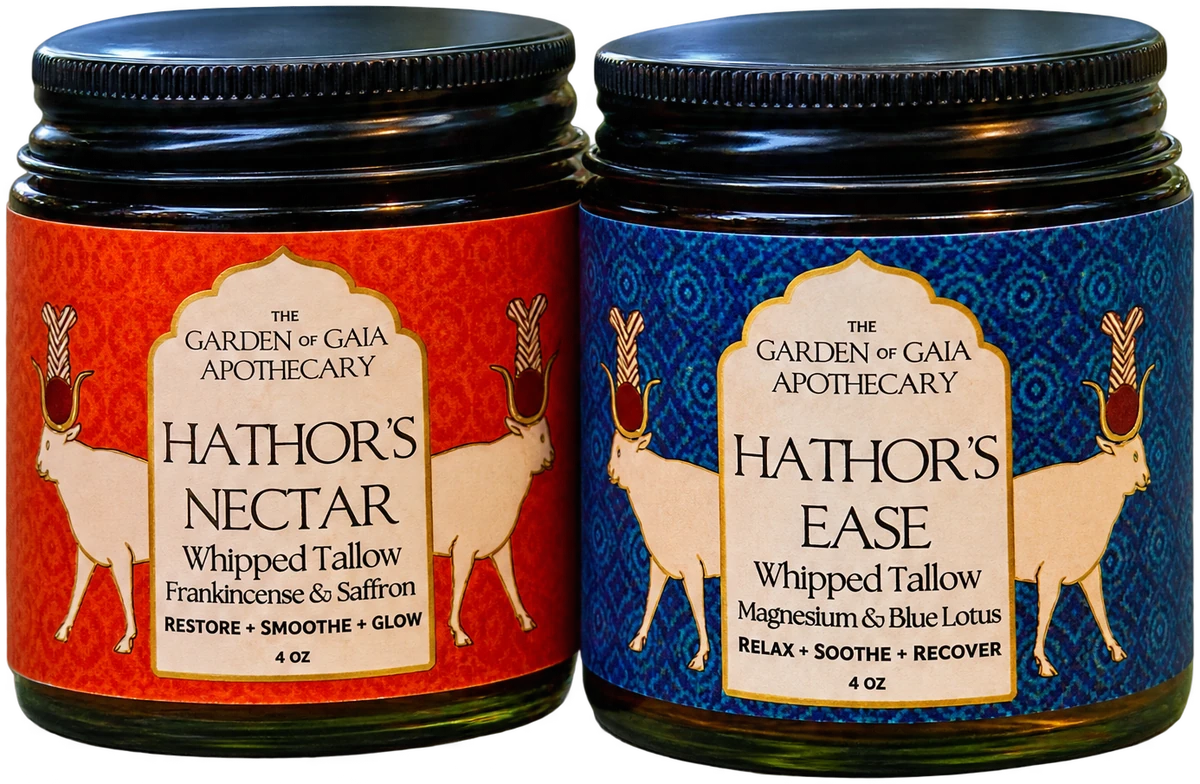 THE
GARDEN OF GAIA
APOTHECARY
HATHOR'S
NECTAR
Whipped Tallow
Frankincense & Saffron
RESTORE + SMOOTHE + GLOW
4 OZ
THE
GARDEN OF GAIA
APOTHECARY
HATHOR'S
EASE
Whipped Tallow
Magnesium & Blue Lotus
RELAX + SOOTHE + RECOVER
4 OZ